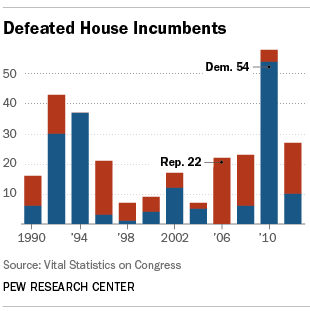 Defeated House Incumbents
50
40
30
20
10
Dem. 54
Rep. 22
1990 '94 '98 2002 '06 '10
Source: Vital Statistics on Congress
PEW RESEARCH CENTER